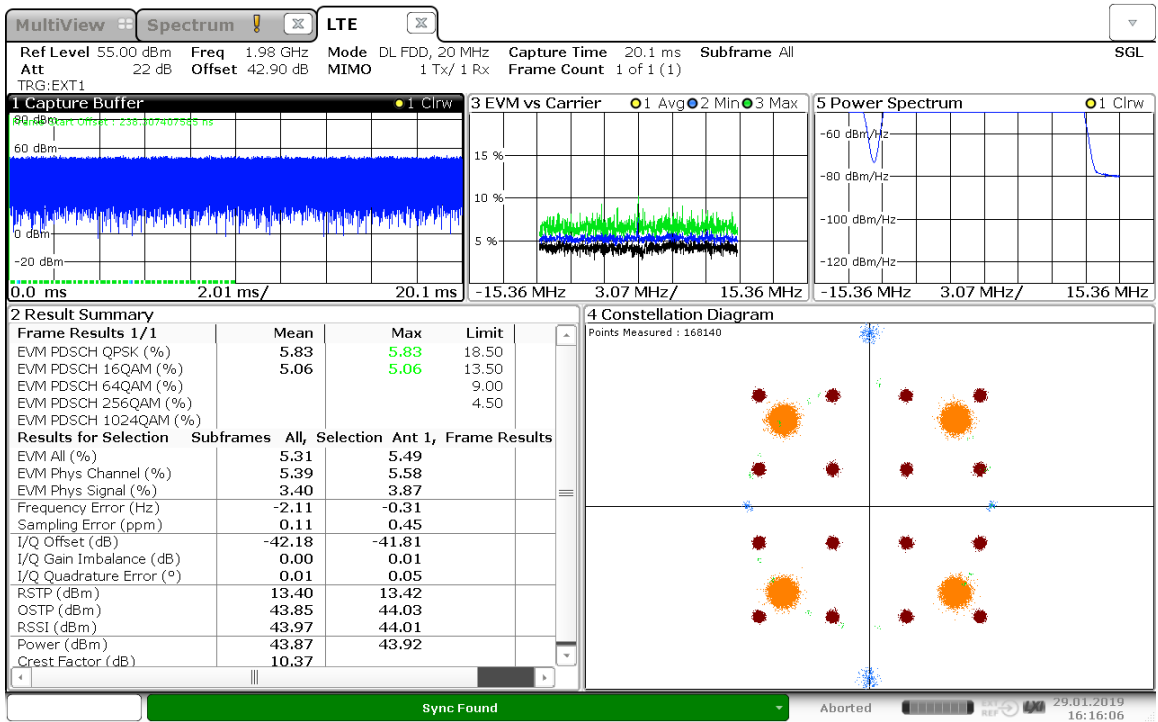 MultiView Spectrum ! LTE
Ref Level 55.00 dBm Freq 1.98 GHz Mode DL FDD, 20 MHz Capture Time 20.1 ms Subframe All SGL
Att 22 dB Offset 42.90 dB MIMO 1 Tx/ 1 Rx Frame Count 1 of 1 (1)
TRG:EXT1
1 Capture Buffer 1 Clrw
80 dBm
Frame Start Offset : 238.307407565 ns
60 dBm
0 dBm
-20 dBm
0.0 ms 2.01 ms/ 20.1 ms
3 EVM vs Carrier 1 Avg 2 Min 3 Max
15 %
10 %
5 %
-15.36 MHz 3.07 MHz/ 15.36 MHz
5 Power Spectrum 1 Clrw
-60 dBm/Hz
-80 dBm/Hz
-100 dBm/Hz
-120 dBm/Hz
-15.36 MHz 3.07 MHz/ 15.36 MHz
2 Result Summary
Frame Results 1/1 Mean Max Limit
EVM PDSCH QPSK (%) 5.83 5.83 18.50
EVM PDSCH 16QAM (%) 5.06 5.06 13.50
EVM PDSCH 64QAM (%) 9.00
EVM PDSCH 256QAM (%) 4.50
EVM PDSCH 1024QAM (%)
Results for Selection Subframes All, Selection Ant 1, Frame Results
EVM All (%) 5.31 5.49
EVM Phys Channel (%) 5.39 5.58
EVM Phys Signal (%) 3.40 3.87
Frequency Error (Hz) -2.11 -0.31
Sampling Error (ppm) 0.11 0.45
I/Q Offset (dB) -42.18 -41.81
I/Q Gain Imbalance (dB) 0.00 0.01
I/Q Quadrature Error (°) 0.01 0.05
RSTP (dBm) 13.40 13.42
OSTP (dBm) 43.85 44.03
RSSI (dBm) 43.97 44.01
Power (dBm) 43.87 43.92
Crest Factor (dB) 10.37
4 Constellation Diagram
Points Measured : 168140
Sync Found
Aborted
EXT
REF
LXI
29.01.2019
16:16:06